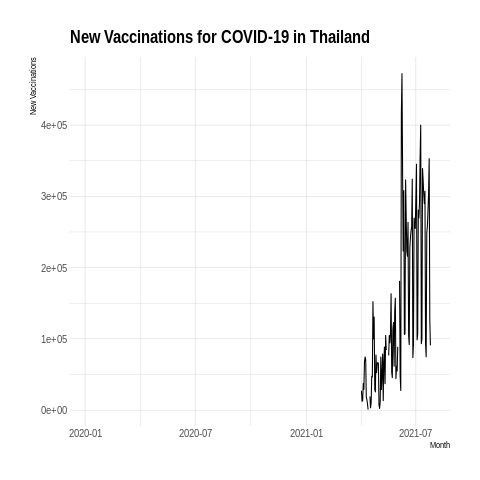 New Vaccinations for COVID-19 in Thailand
New Vaccinations
4e+05
3e+05
2e+05
1e+05
0e+00
2020-01 2020-07 2021-01 2021-07
Month